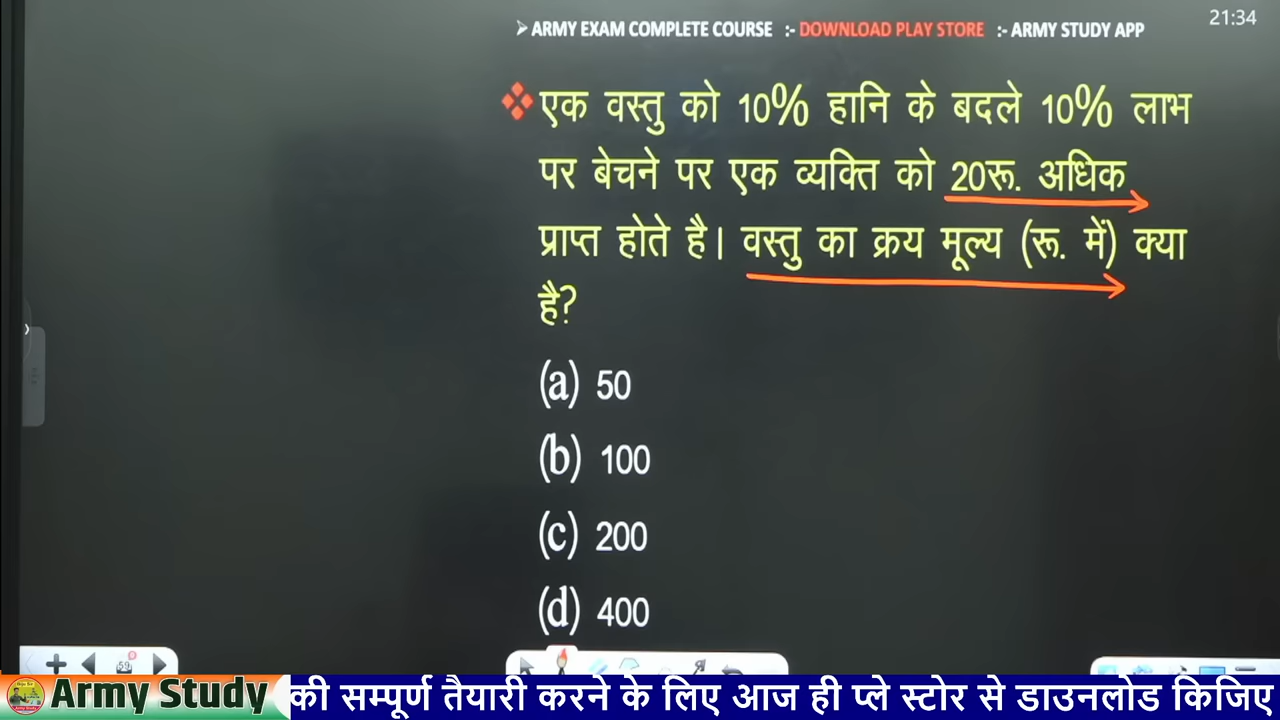 21:34
➤ ARMY EXAM COMPLETE COURSE :- DOWNLOAD PLAY STORE :- ARMY STUDY APP
❖ एक वस्तु को 10% हानि के बदले 10% लाभ
पर बेचने पर एक व्यक्ति को 20रू. अधिक
प्राप्त होते है। वस्तु का क्रय मूल्य (रू. में) क्या
है?
(a) 50
(b) 100
(c) 200
(d) 400
59
Army Study की सम्पूर्ण तैयारी करने के लिए आज ही प्ले स्टोर से डाउनलोड किजिए